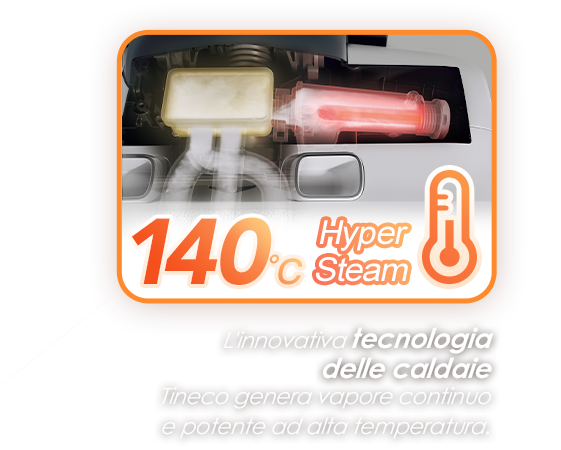 140°C
Hyper
Steam
L'innovativa tecnologia
delle caldaie
Tineco genera vapore continuo
e potente ad alta temperatura.